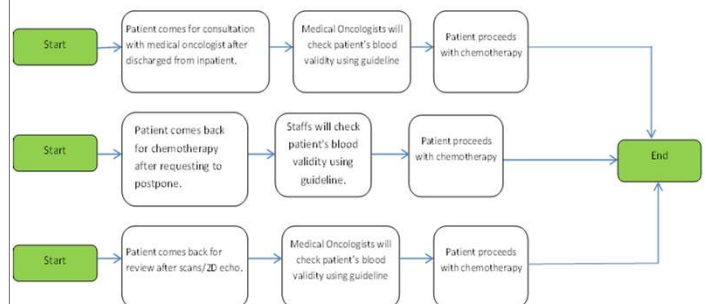 Start
Patient comes for consultation
with medical oncologist after
discharged from inpatient.
Medical Oncologists will
check patient's blood
validity using guideline
Patient proceeds
with chemotherapy
Start
Patient comes back
for chemotherapy
after requesting to
postpone.
Staffs will check
patient's blood
validity using
guideline.
Patient proceeds
with chemotherapy
End
Start
Patient comes back for
review after scans/2D echo.
Medical Oncologists will
check patient's blood
validity using guideline
Patient proceeds
with chemotherapy